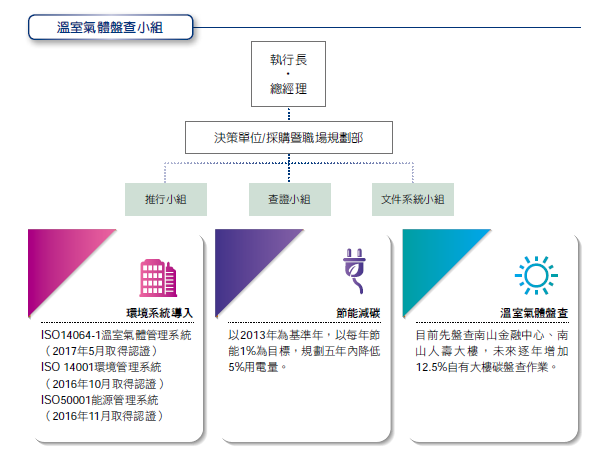 溫室氣體盤查小組
執行長
・
總經理
決策單位/採購暨職場規劃部
推行小組
查證小組
文件系統小組
環境系統導入
ISO14064-1溫室氣體管理系統
（2017年5月取得認證）
ISO 14001環境管理系統
（2016年10月取得認證）
ISO50001能源管理系統
（2016年11月取得認證）
節能減碳
以2013年為基準年，以每年節
能1%為目標，規劃五年內降低
5%用電量。
溫室氣體盤查
目前先盤查南山金融中心、南
山人壽大樓，未來逐年增加
12.5%自有大樓碳盤查作業。